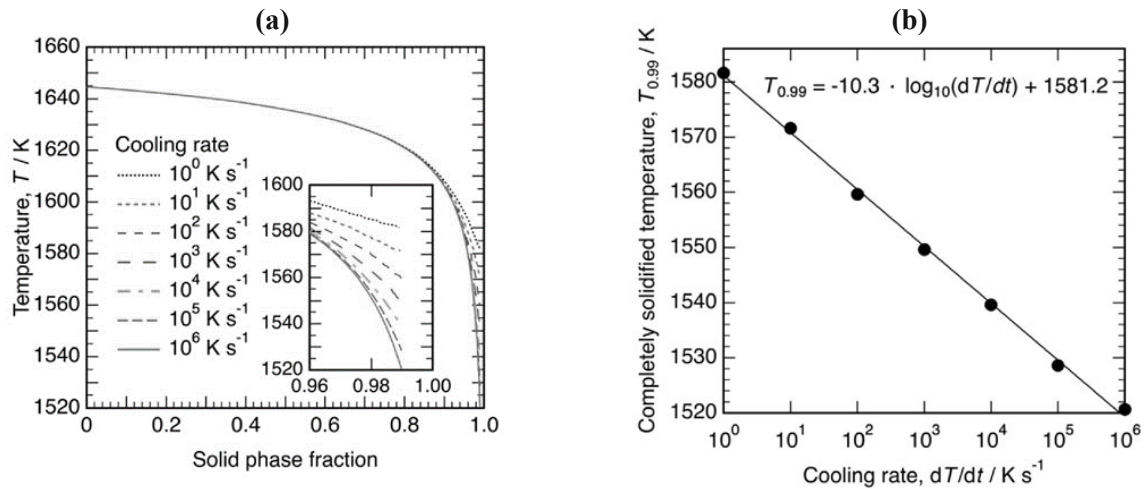 (a)
1660
1640
1620
1600
1580
1560
1540
1520
0
0.2
0.4
0.6
0.8
1.0
Temperature, T / K
Solid phase fraction
Cooling rate
10⁰ K s⁻¹
10¹ K s⁻¹
10² K s⁻¹
10³ K s⁻¹
10⁴ K s⁻¹
10⁵ K s⁻¹
10⁶ K s⁻¹
1600
1580
1560
1540
1520
0.96
0.98
1.00
(b)
Completely solidified temperature, T₀.₉₉ / K
1580
1570
1560
1550
1540
1530
1520
T₀.₉₉ = -10.3 · log₁₀(dT/dt) + 1581.2
10⁰
10¹
10²
10³
10⁴
10⁵
10⁶
Cooling rate, dT/dt / K s⁻¹